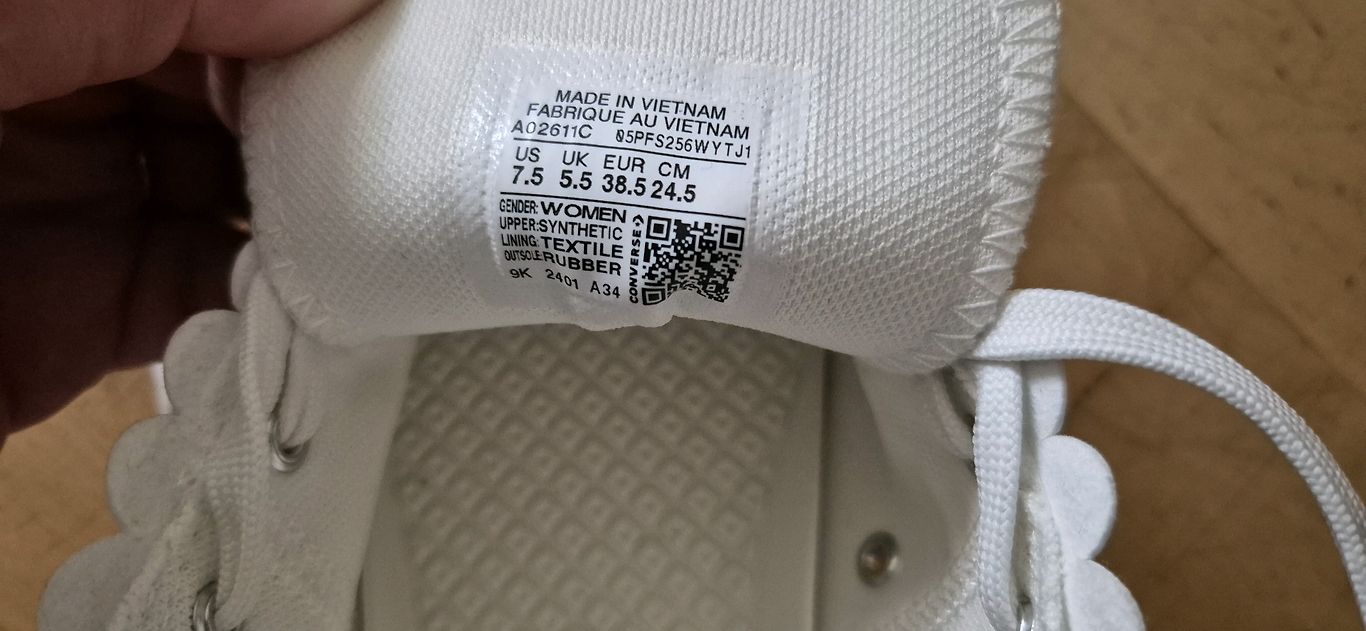 MADE IN VIETNAM
FABRIQUE AU VIETNAM
A02611C 05PFS256WYTJ1
US UK EUR CM
7.5 5.5 38.5 24.5
GENDER: WOMEN
UPPER: SYNTHETIC
LINING: TEXTILE
OUTSOLE: RUBBER
9K 2401 A34
CONVERSE